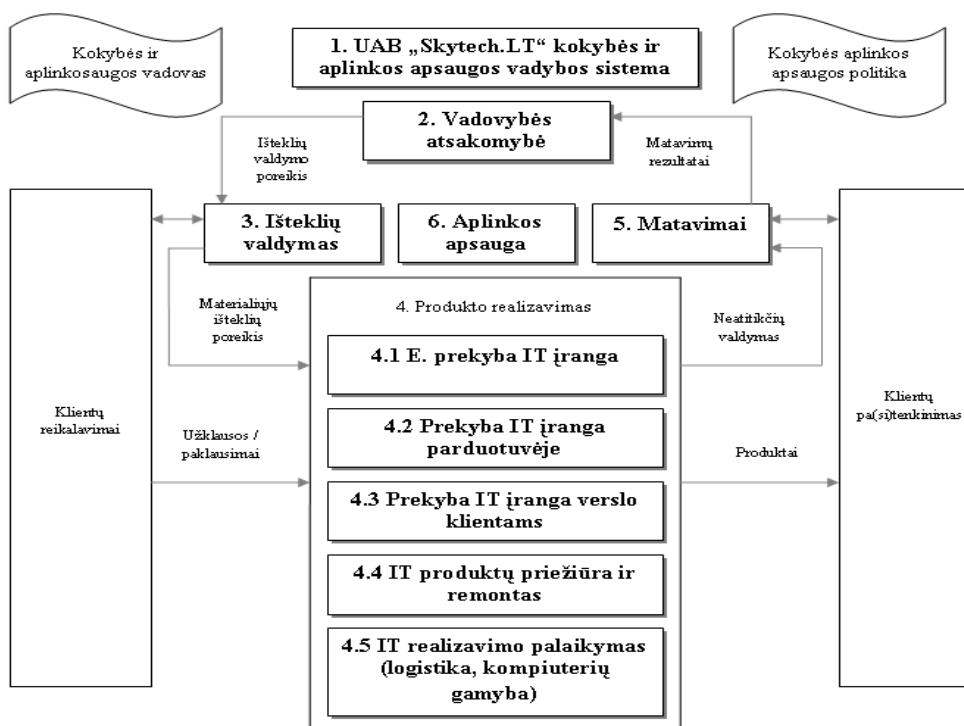 Kokybės ir
aplinkosaugos vadovas
1. UAB „Skytech.LT“ kokybės ir
aplinkos apsaugos vadybos sistema
Kokybės aplinkos
apsaugos politika
2. Vadovybės
atsakomybė
Išteklių
valdymo
poreikis
Matavimų
rezultatai
3. Išteklių
valdymas
6. Aplinkos
apsauga
5. Matavimai
Materialiųjų
išteklių
poreikis
4. Produkto realizavimas
Neatitikčių
valdymas
4.1 E. prekyba IT įranga
Klientų
reikalavimai
Klientų
pa(si)tenkinimas
4.2 Prekyba IT įranga
parduotuvėje
Užklausos /
paklausimai
Produktai
4.3 Prekyba IT įranga verslo
klientams
4.4 IT produktų priežiūra ir
remontas
4.5 IT realizavimo palaikymas
(logistika, kompiuterių
gamyba)